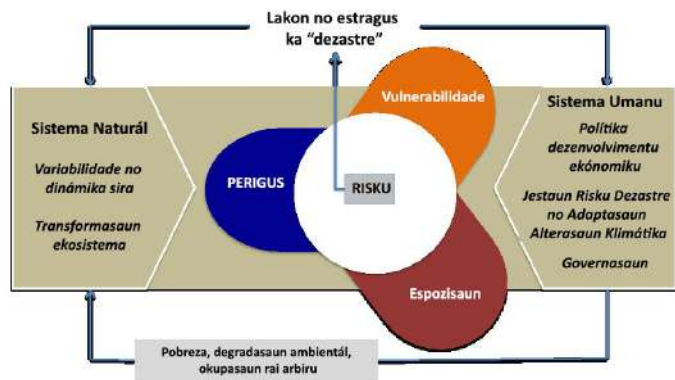 Lakon no estragus
ka “dezastre”
Sistema Naturál
Variabilidade no
dinámika sira
Transformasaun
ekosistema
PERIGUS
Vulnerabilidade
RISKU
Espozisaun
Sistema Umanu
Polítika
dezenvolvimentu
ekónomiku
Jestaun Risku Dezastre
no Adaptasaun
Alterasaun Klimátika
Governasaun
Pobreza, degradasaun ambientál,
okupasaun rai arbiru